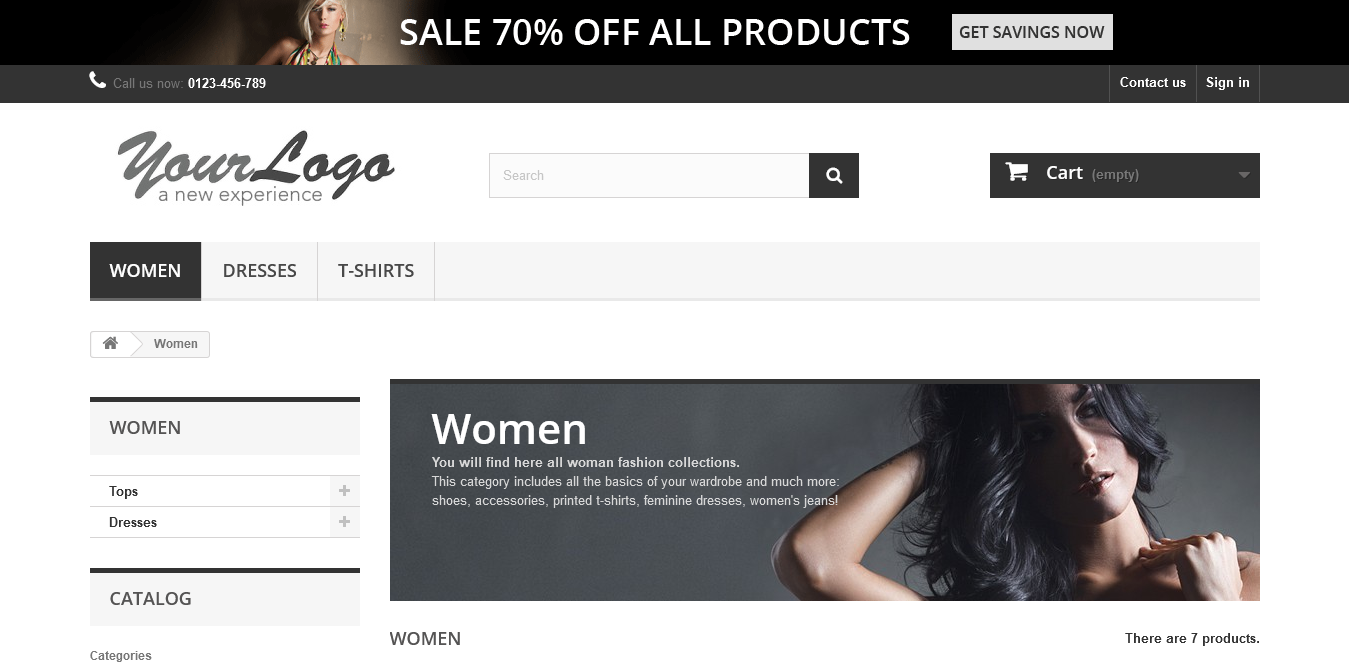 SALE 70% OFF ALL PRODUCTS
GET SAVINGS NOW
Call us now: 0123-456-789
Contact us
Sign in
YourLogo
a new experience
Search
Cart (empty)
WOMEN
DRESSES
T-SHIRTS
Women
WOMEN
Tops
Dresses
CATALOG
Categories
Women
You will find here all woman fashion collections.
This category includes all the basics of your wardrobe and much more:
shoes, accessories, printed t-shirts, feminine dresses, women's jeans!
WOMEN
There are 7 products.